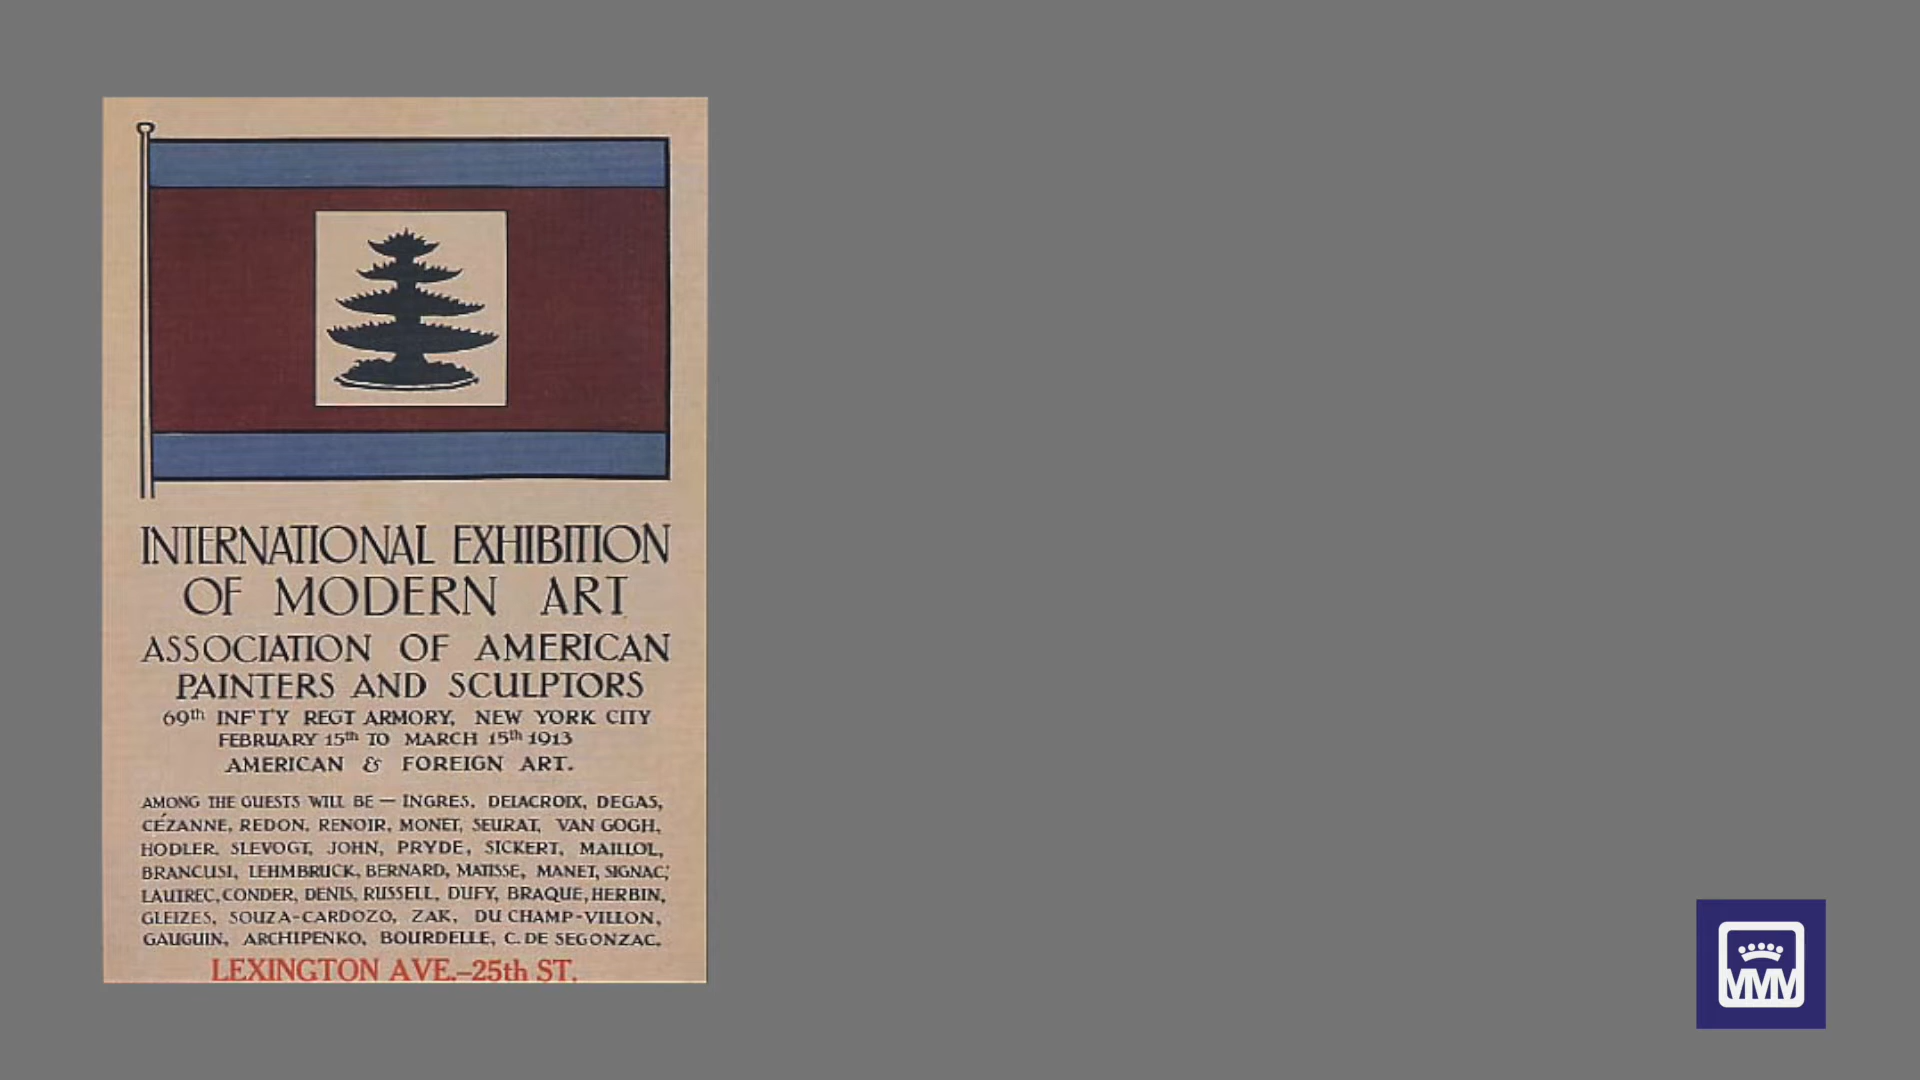 INTERNATIONAL EXHIBITION
OF MODERN ART
ASSOCIATION OF AMERICAN
PAINTERS AND SCULPTORS
69th INFTY REGT ARMORY, NEW YORK CITY
FEBRUARY 15th TO MARCH 15th 1913
AMERICAN & FOREIGN ART.
AMONG THE GUESTS WILL BE — INGRES, DELACROIX, DEGAS,
CÉZANNE, REDON, RENOIR, MONET, SEURAT, VAN GOGH,
HODLER, SLEVOGT, JOHN, PRYDE, SICKERT, MAILLOL,
BRANCUSI, LEHMBRUCK, BERNARD, MATISSE, MANET, SIGNAC,
LAUTREC, CONDER, DENIS, RUSSELL, DUFY, BRAQUE, HERBIN,
GLEIZES, SOUZA-CARDOZO, ZAK, DU CHAMP-VILLON,
GAUGUIN, ARCHIPENKO, BOURDELLE, C. DE SEGONZAC.
LEXINGTON AVE.–25th ST.
MMM